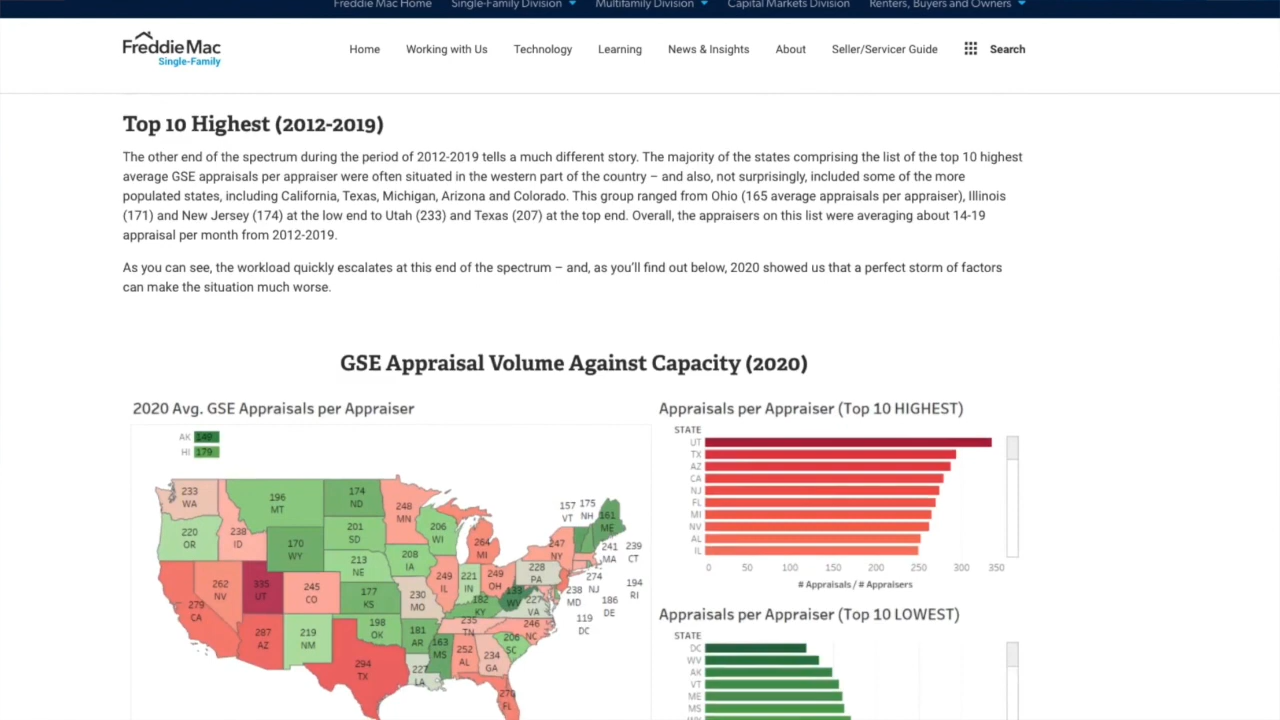 Freddie Mac Home Single-Family Division Multifamily Division Capital Markets Division Renters, Buyers and Owners
Freddie Mac
Single-Family
Home Working with Us Technology Learning News & Insights About Seller/Servicer Guide Search
Top 10 Highest (2012-2019)
The other end of the spectrum during the period of 2012-2019 tells a much different story. The majority of the states comprising the list of the top 10 highest
average GSE appraisals per appraiser were often situated in the western part of the country – and also, not surprisingly, included some of the more
populated states, including California, Texas, Michigan, Arizona and Colorado. This group ranged from Ohio (165 average appraisals per appraiser), Illinois
(171) and New Jersey (174) at the low end to Utah (233) and Texas (207) at the top end. Overall, the appraisers on this list were averaging about 14-19
appraisal per month from 2012-2019.
As you can see, the workload quickly escalates at this end of the spectrum – and, as you'll find out below, 2020 showed us that a perfect storm of factors
can make the situation much worse.
GSE Appraisal Volume Against Capacity (2020)
2020 Avg. GSE Appraisals per Appraiser
AK 149
HI 179
233
WA
196
MT
174
ND
248
MN
157
VT
175
NH
161
ME
220
OR
238
ID
201
SD
206
WI
264
MI
247
NY
241
MA
239
CT
170
WY
213
NE
208
IA
228
PA
274
NJ
194
RI
262
NV
335
UT
245
CO
177
KS
230
MO
249
IL
221
IN
249
OH
133
WV
227
VA
238
MD
186
DE
119
DC
182
KY
279
CA
287
AZ
219
NM
198
OK
181
AR
235
TN
246
NC
206
SC
294
TX
227
LA
163
MS
252
AL
234
GA
270
FL
Appraisals per Appraiser (Top 10 HIGHEST)
STATE
UT
TX
AZ
CA
NJ
FL
MI
NV
AL
IL
0 50 100 150 200 250 300 350
# Appraisals / # Appraisers
Appraisals per Appraiser (Top 10 LOWEST)
STATE
DC
WV
AK
VT
ME
MS